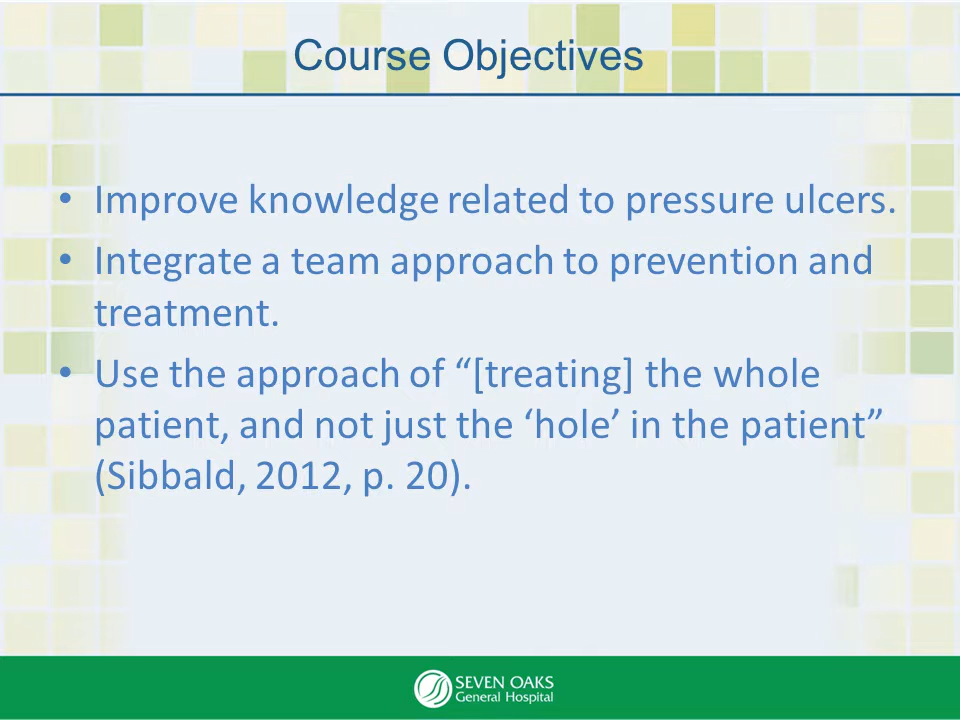 Course Objectives
• Improve knowledge related to pressure ulcers.
• Integrate a team approach to prevention and
treatment.
• Use the approach of “[treating] the whole
patient, and not just the ‘hole’ in the patient”
(Sibbald, 2012, p. 20).
SEVEN OAKS
General Hospital